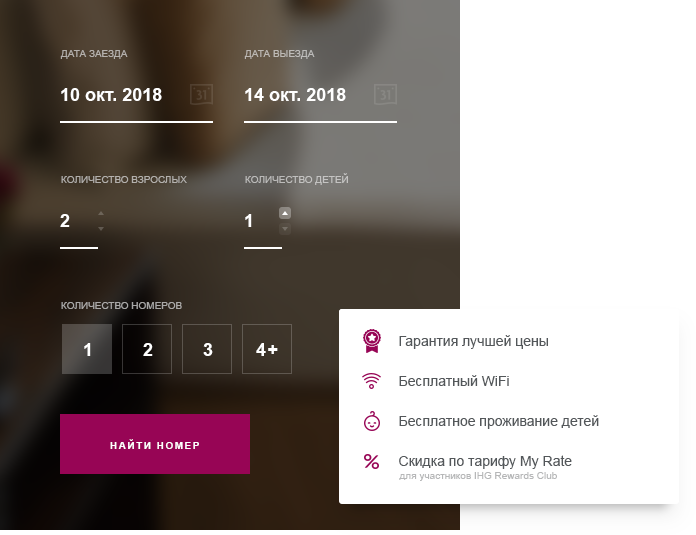 ДАТА ЗАЕЗДА
ДАТА ВЫЕЗДА
10 окт. 2018
31
14 окт. 2018
31
КОЛИЧЕСТВО ВЗРОСЛЫХ
КОЛИЧЕСТВО ДЕТЕЙ
2
1
КОЛИЧЕСТВО НОМЕРОВ
1
2
3
4+
НАЙТИ НОМЕР
Гарантия лучшей цены
Бесплатный WiFi
Бесплатное проживание детей
Скидка по тарифу My Rate
для участников IHG Rewards Club